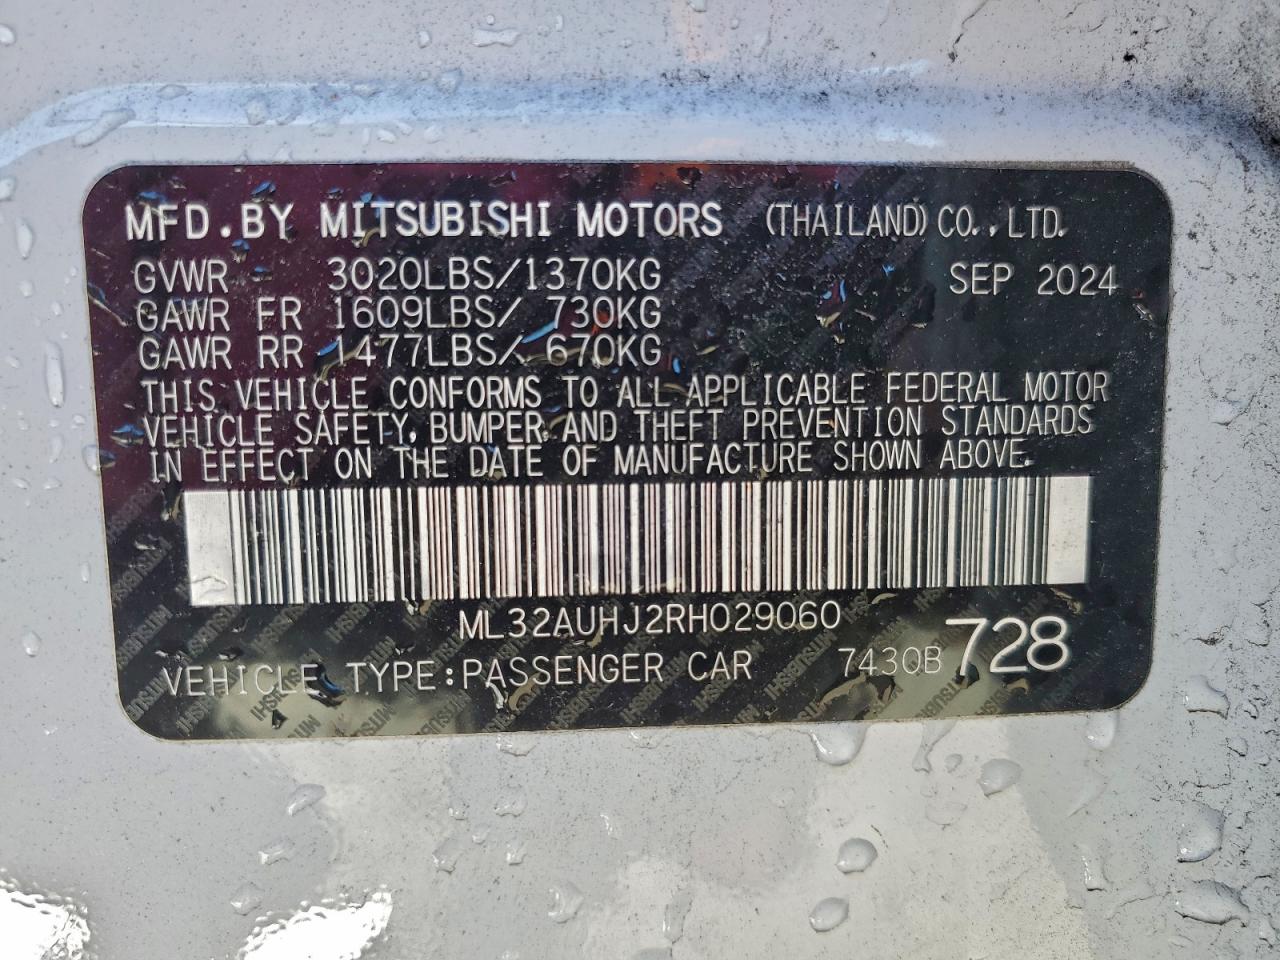 MFD.BY MITSUBISHI MOTORS (THAILAND) CO.,LTD.
GVWR 3020LBS/1370KG SEP 2024
GAWR FR 1609LBS/ 730KG
GAWR RR 1477LBS/ 670KG
THIS VEHICLE CONFORMS TO ALL APPLICABLE FEDERAL MOTOR
VEHICLE SAFETY, BUMPER, AND THEFT PREVENTION STANDARDS
IN EFFECT ON THE DATE OF MANUFACTURE SHOWN ABOVE.
ML32AUHJ2RH029060
VEHICLE TYPE:PASSENGER CAR 7430B 728